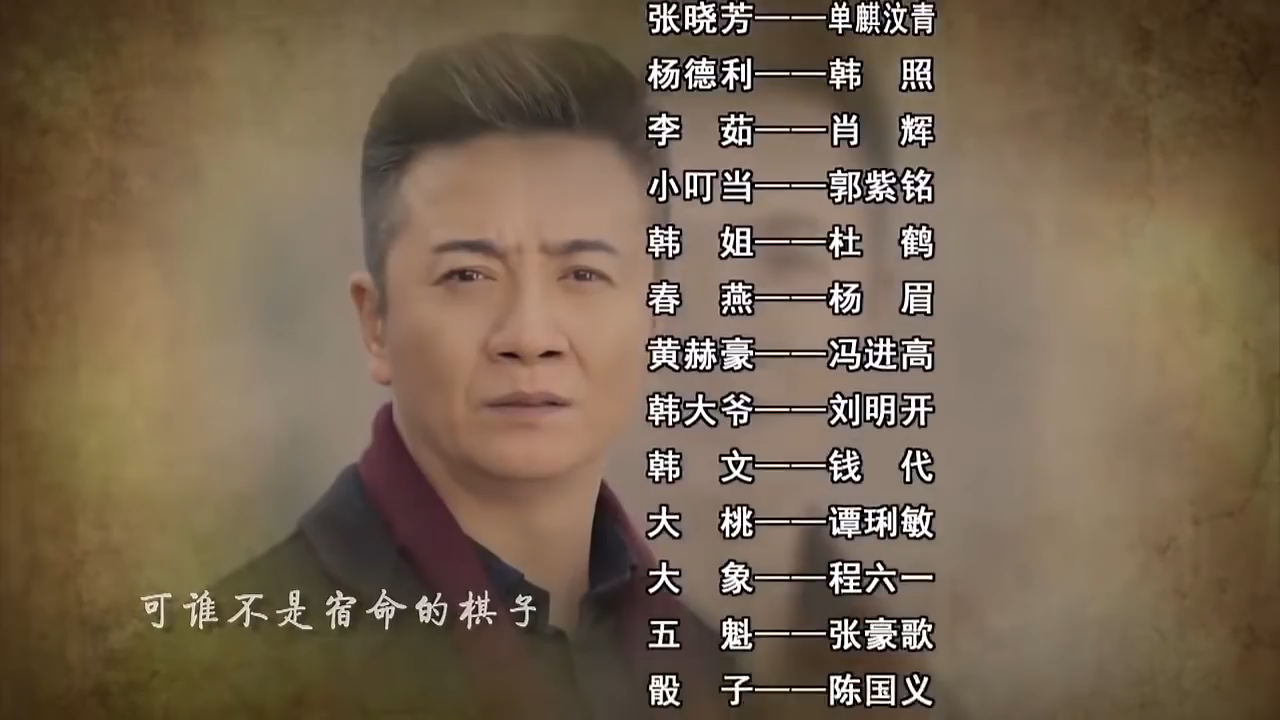 张晓芳——单麒汶青
杨德利——韩 照
李 茹——肖 辉
小叮当——郭紫铭
韩 姐——杜 鹤
春 燕——杨 眉
黄赫豪——冯进高
韩大爷——刘明开
韩 文——钱 代
大 桃——谭琍敏
大 象——程六一
五 魁——张豪歌
骰 子——陈国义
可谁不是宿命的棋子